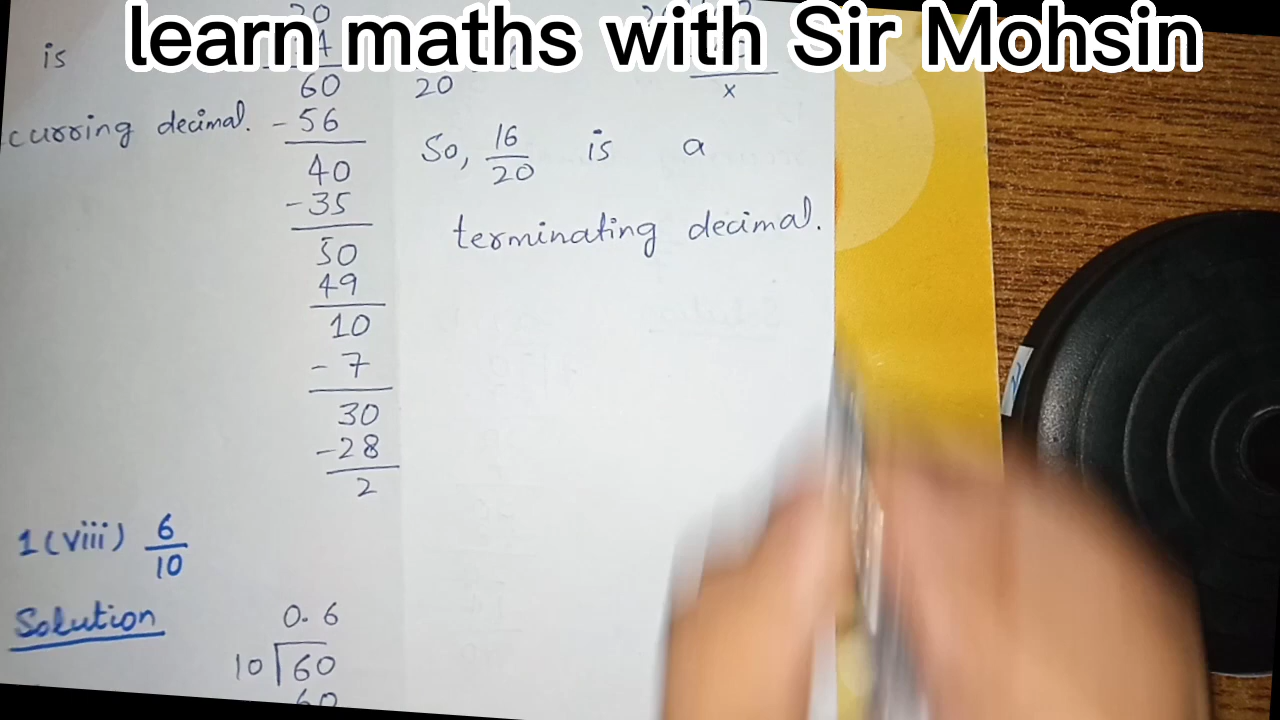 learn maths with Sir Mohsin
is
curring decimal.
60
- 56
40
- 35
50
49
10
- 7
30
- 28
2
1(viii) 6/10
Solution
0. 6
10 60
60
20
x
So, 16/20 is a
terminating decimal.